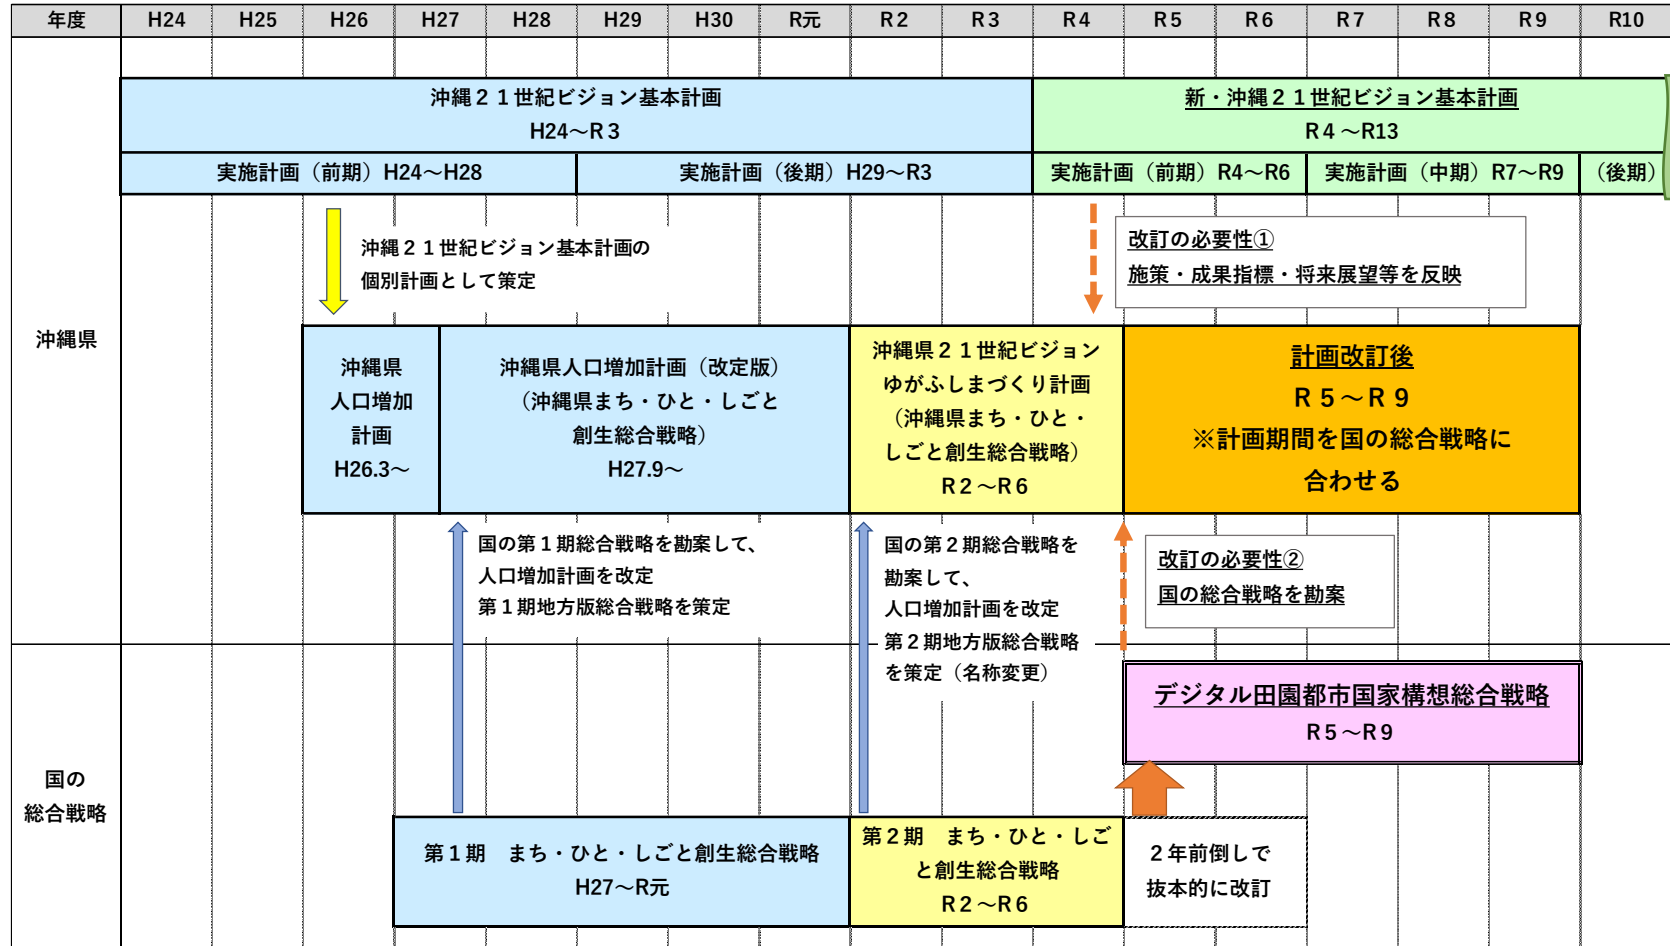 年度 H24 H25 H26 H27 H28 H29 H30 R元 R２ R３ R４ R５ R６ R７ R８ R９ R10
沖縄２１世紀ビジョン基本計画
H24～R３
新・沖縄２１世紀ビジョン基本計画
R４～R13
実施計画（前期）H24～H28
実施計画（後期）H29～R3
実施計画（前期）R4～R6
実施計画（中期）R7～R9
（後期）
沖縄２１世紀ビジョン基本計画の
個別計画として策定
改訂の必要性①
施策・成果指標・将来展望等を反映
沖縄県
沖縄県
人口増加
計画
H26.3～
沖縄県人口増加計画（改定版）
（沖縄県まち・ひと・しごと
創生総合戦略）
H27.9～
沖縄県２１世紀ビジョン
ゆがふしまづくり計画
（沖縄県まち・ひと・
しごと創生総合戦略）
R２～R６
計画改訂後
R５～R９
※計画期間を国の総合戦略に
合わせる
国の第１期総合戦略を勘案して、
人口増加計画を改定
第１期地方版総合戦略を策定
国の第２期総合戦略を
勘案して、
人口増加計画を改定
第２期地方版総合戦略
を策定（名称変更）
改訂の必要性②
国の総合戦略を勘案
国の
総合戦略
デジタル田園都市国家構想総合戦略
R５～R９
第１期　まち・ひと・しごと創生総合戦略
H27～R元
第２期　まち・ひと・しご
と創生総合戦略
R２～R６
２年前倒しで
抜本的に改訂